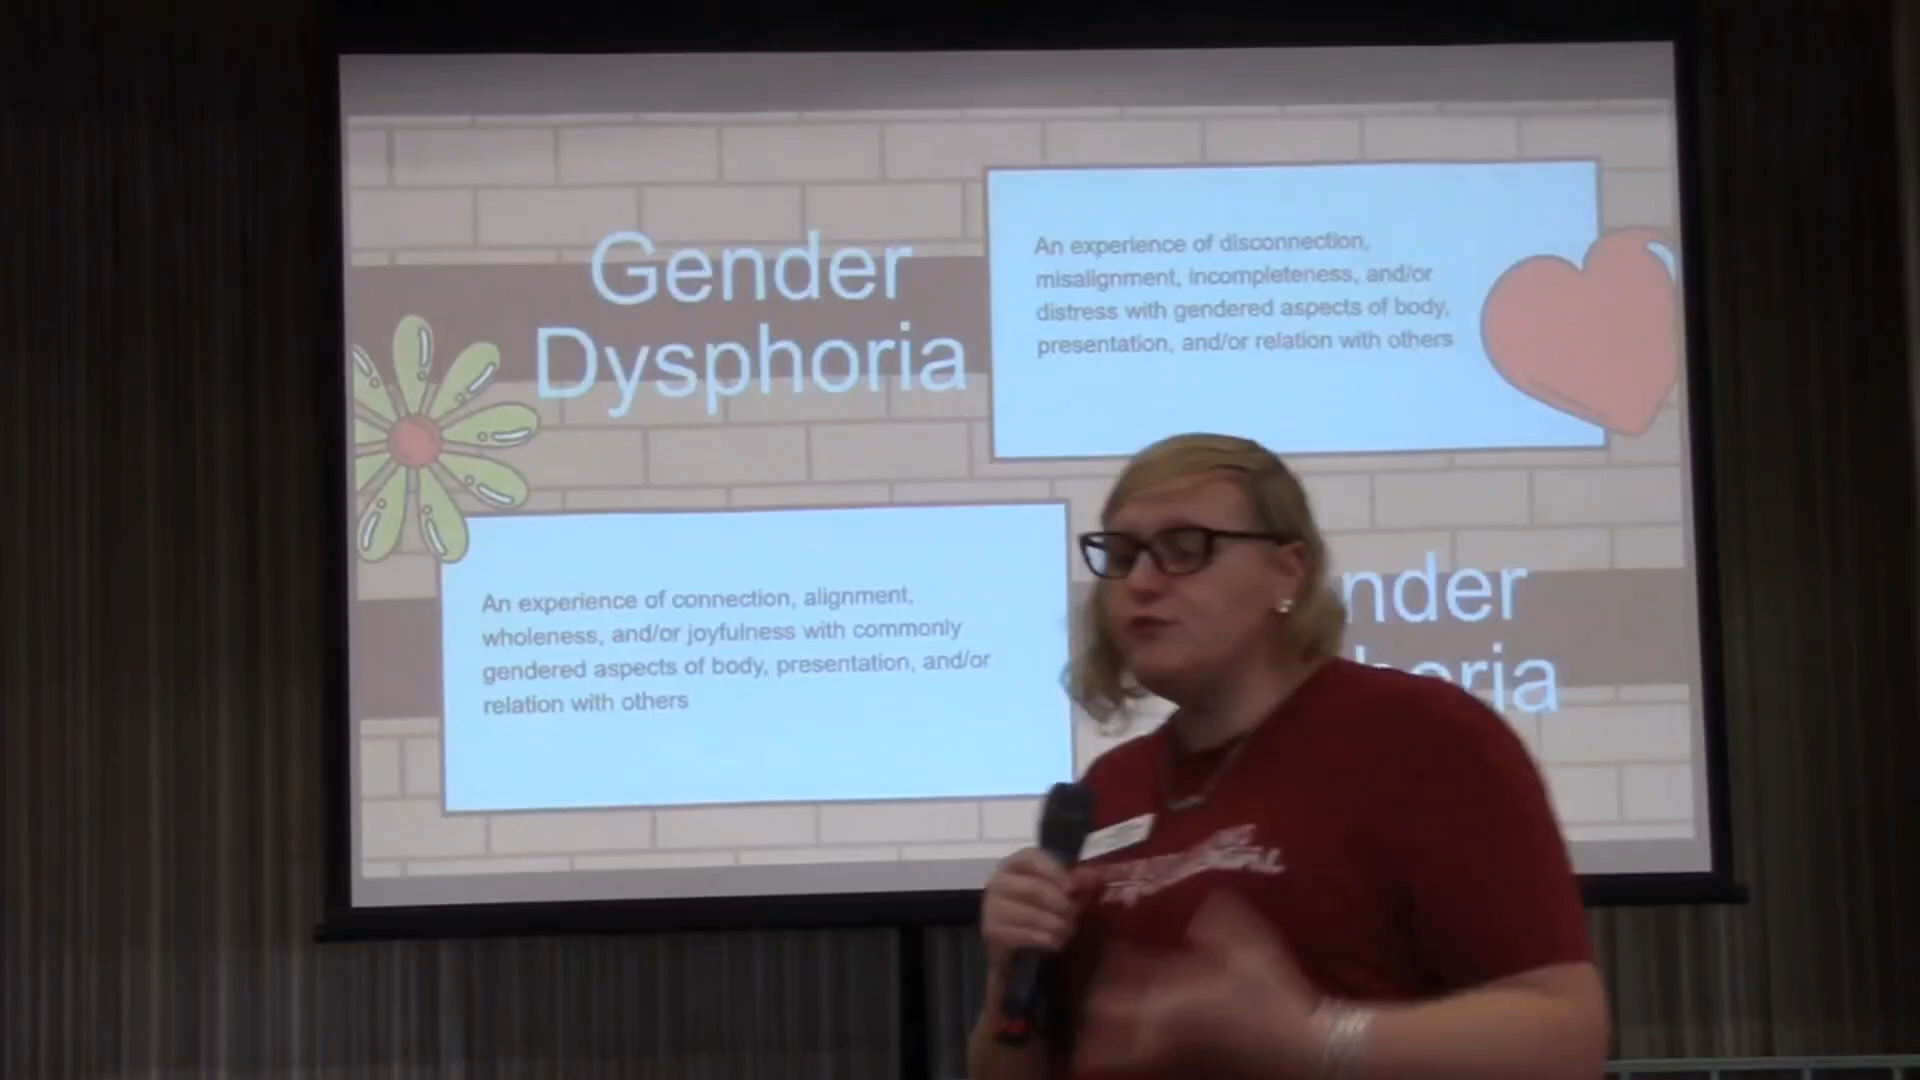 Gender
Dysphoria
An experience of disconnection,
misalignment, incompleteness, and/or
distress with gendered aspects of body,
presentation, and/or relation with others
An experience of connection, alignment,
wholeness, and/or joyfulness with commonly
gendered aspects of body, presentation, and/or
relation with others
nder
horia